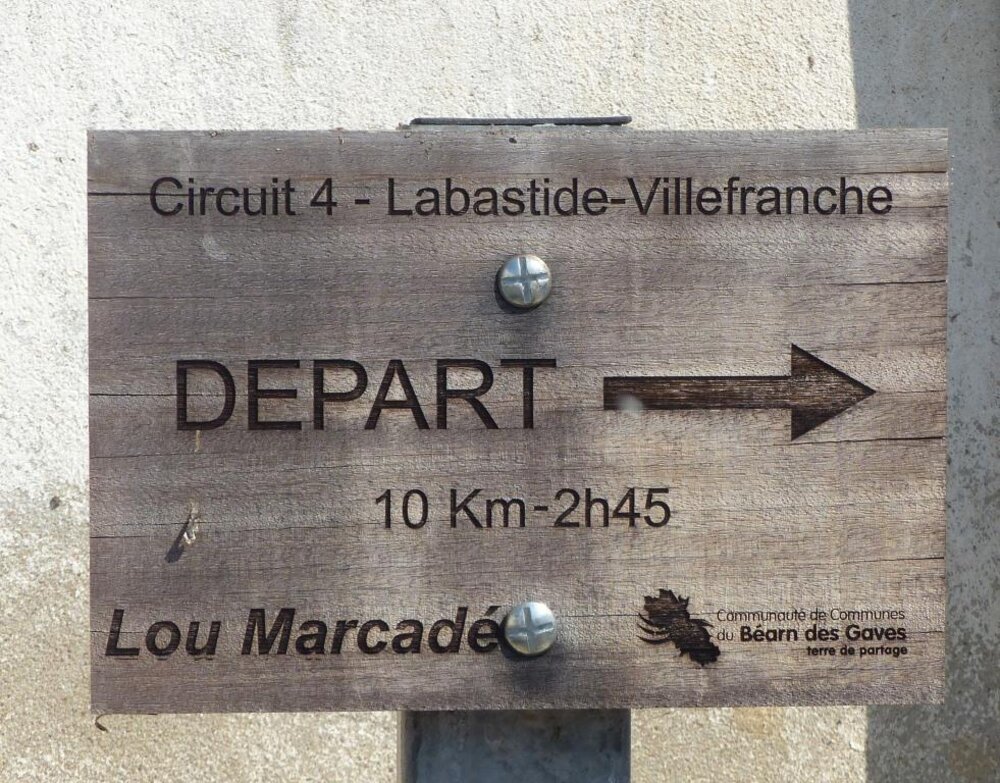 Circuit 4 - Labastide-Villefranche
DEPART
10 Km-2h45
Lou Marcadé
Communauté de Communes
du Béarn des Gaves
terre de partage